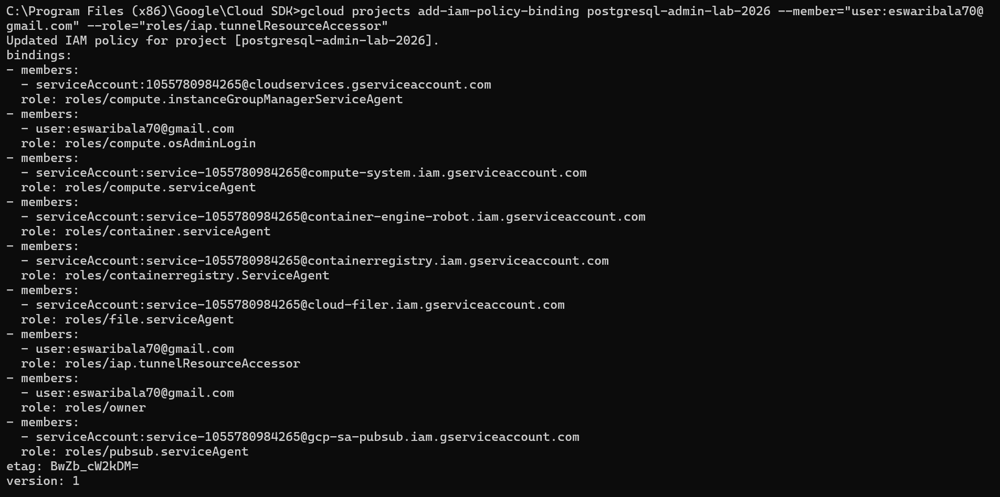 C:\Program Files (x86)\Google\Cloud SDK>gcloud projects add-iam-policy-binding postgresql-admin-lab-2026 --member="user:eswaribala70@
gmail.com" --role="roles/iap.tunnelResourceAccessor"
Updated IAM policy for project [postgresql-admin-lab-2026].
bindings:
- members:
  - serviceAccount:1055780984265@cloudservices.gserviceaccount.com
  role: roles/compute.instanceGroupManagerServiceAgent
- members:
  - user:eswaribala70@gmail.com
  role: roles/compute.osAdminLogin
- members:
  - serviceAccount:service-1055780984265@compute-system.iam.gserviceaccount.com
  role: roles/compute.serviceAgent
- members:
  - serviceAccount:service-1055780984265@container-engine-robot.iam.gserviceaccount.com
  role: roles/container.serviceAgent
- members:
  - serviceAccount:service-1055780984265@containerregistry.iam.gserviceaccount.com
  role: roles/containerregistry.ServiceAgent
- members:
  - serviceAccount:service-1055780984265@cloud-filer.iam.gserviceaccount.com
  role: roles/file.serviceAgent
- members:
  - user:eswaribala70@gmail.com
  role: roles/iap.tunnelResourceAccessor
- members:
  - user:eswaribala70@gmail.com
  role: roles/owner
- members:
  - serviceAccount:service-1055780984265@gcp-sa-pubsub.iam.gserviceaccount.com
  role: roles/pubsub.serviceAgent
etag: BwZb_cW2kDM=
version: 1